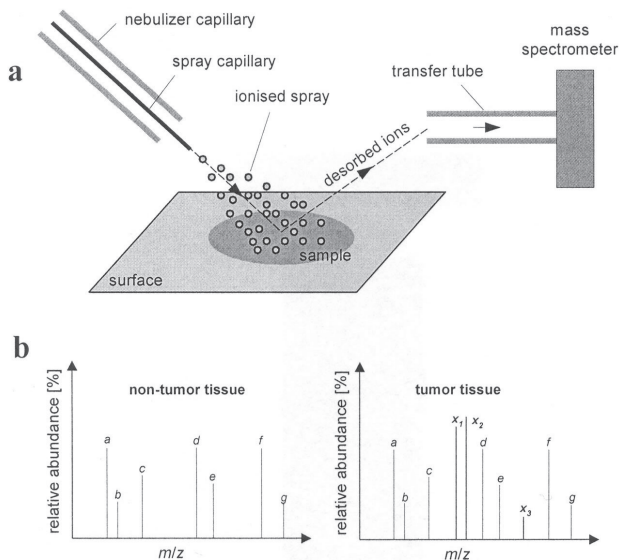 a
nebulizer capillary
spray capillary
ionised spray
mass
spectrometer
transfer tube
desorbed ions
sample
surface
b
relative abundance [%]
non-tumor tissue
a
b
c
d
e
f
g
m/z
relative abundance [%]
tumor tissue
a
b
c
x1
x2
d
e
x3
f
g
m/z